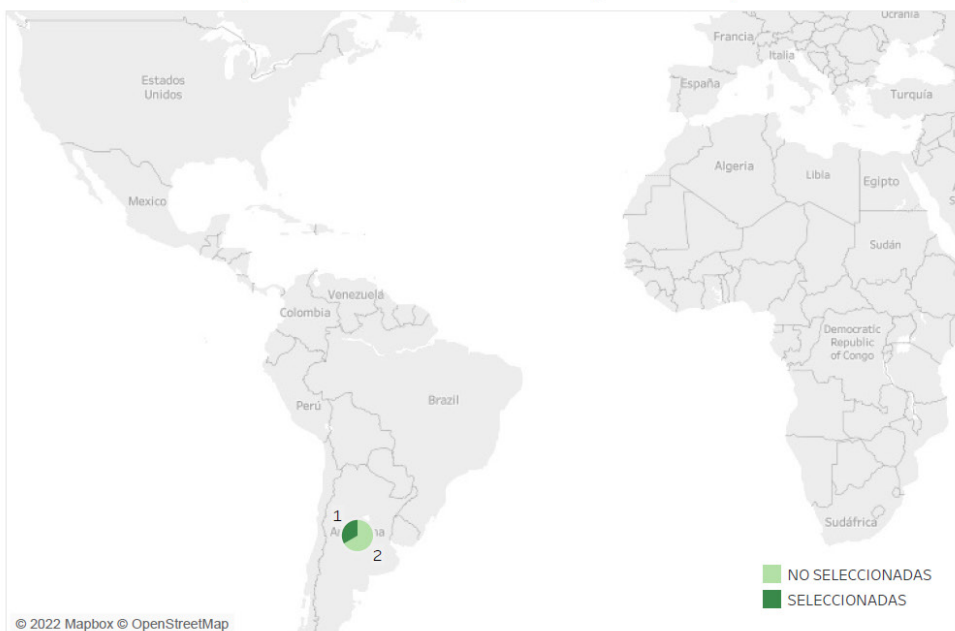 Ucrania
Francia
Italia
Estados
Unidos
España
Turquía
Algeria
Libia
Egipto
Mexico
Sudán
Venezuela
Colombia
Democratic
Republic
of Congo
Perú
Brazil
1
2
Sudáfrica
NO SELECCIONADAS
SELECCIONADAS
© 2022 Mapbox © OpenStreetMap